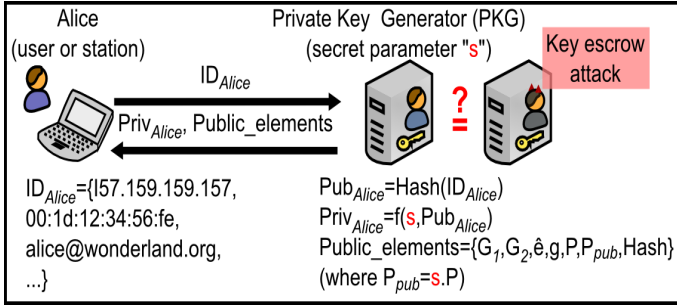 Alice
(user or station)
Private Key Generator (PKG)
(secret parameter "s")
Key escrow
attack
ID_Alice
Priv_Alice, Public_elements
?
=
ID_Alice={I57.159.159.157,
00:1d:12:34:56:fe,
alice@wonderland.org,
...}
Pub_Alice=Hash(ID_Alice)
Priv_Alice=f(s,Pub_Alice)
Public_elements={G_1,G_2,ê,g,P,P_pub,Hash}
(where P_pub=s.P)